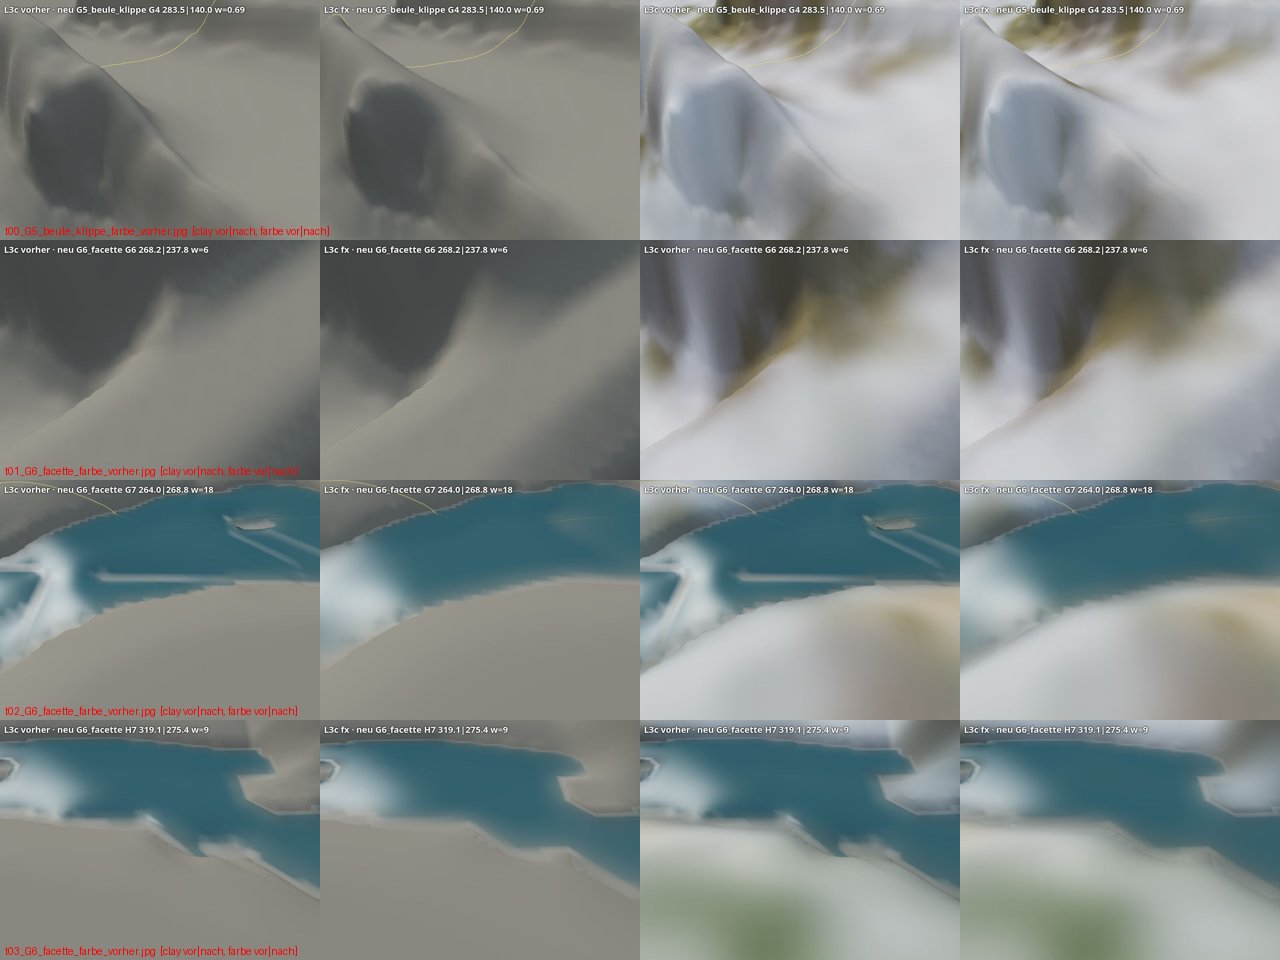 L3c vorher · neu G5_beule_klippe G4 283.5|140.0 w=0.69
L3c fx · neu G5_beule_klippe G4 283.5|140.0 w=0.69
L3c vorher · neu G5_beule_klippe G4 283.5|140.0 w=0.69
L3c fx · neu G5_beule_klippe G4 283.5|140.0 w=0.69
t00_G5_beule_klippe_farbe_vorher.jpg [clay vor|nach, farbe vor|nach]
L3c vorher · neu G6_facette G6 268.2|237.8 w=6
L3c fx · neu G6_facette G6 268.2|237.8 w=6
L3c vorher · neu G6_facette G6 268.2|237.8 w=6
L3c fx · neu G6_facette G6 268.2|237.8 w=6
t01_G6_facette_farbe_vorher.jpg [clay vor|nach, farbe vor|nach]
L3c vorher · neu G6_facette G7 264.0|268.8 w=18
L3c fx · neu G6_facette G7 264.0|268.8 w=18
L3c vorher · neu G6_facette G7 264.0|268.8 w=18
L3c fx · neu G6_facette G7 264.0|268.8 w=18
t02_G6_facette_farbe_vorher.jpg [clay vor|nach, farbe vor|nach]
L3c vorher · neu G6_facette H7 319.1|275.4 w=9
L3c fx · neu G6_facette H7 319.1|275.4 w=9
L3c vorher · neu G6_facette H7 319.1|275.4 w=9
L3c fx · neu G6_facette H7 319.1|275.4 w=9
t03_G6_facette_farbe_vorher.jpg [clay vor|nach, farbe vor|nach]